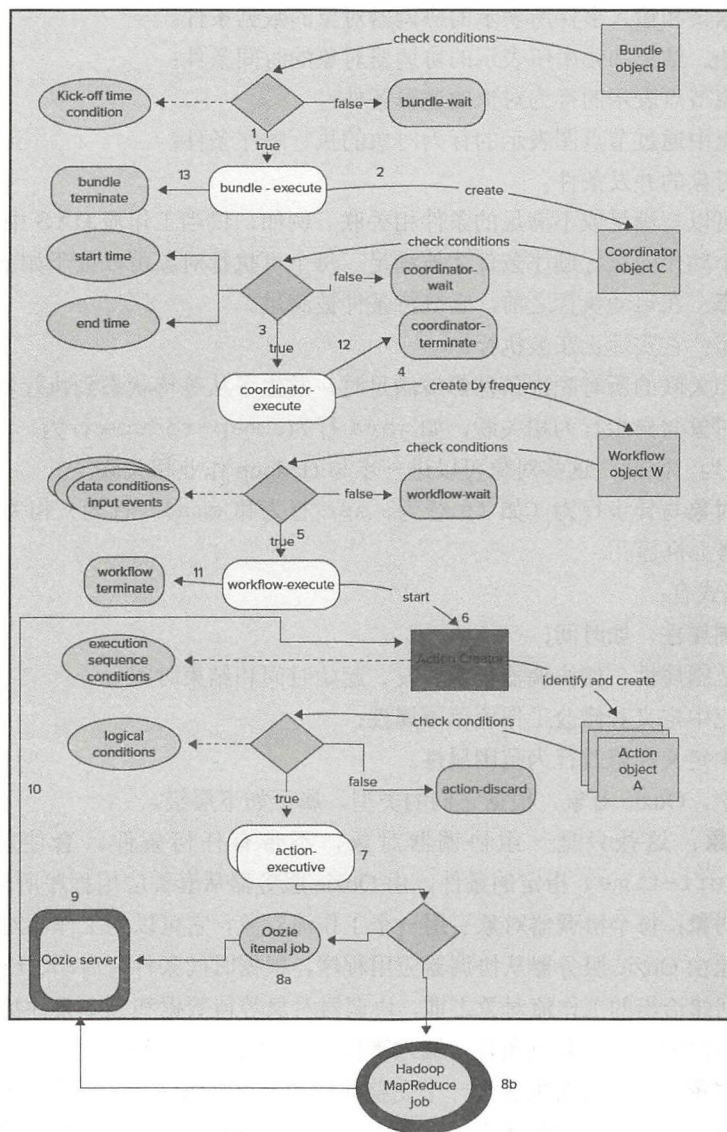 check conditions
Bundle
object B
Kick-off time
condition
false
bundle-wait
1
true
13
2
bundle
terminate
bundle - execute
create
check conditions
start time
coordinator-
wait
false
Coordinator
object C
end time
3
true
12
coordinator-
terminate
4
coordinator-
execute
create by frequency
check conditions
data conditions-
input events
false
workflow-wait
Workflow
object W
true
5
workflow
terminate
11
workflow-execute
start
6
execution
sequence
conditions
Action Creator
identify and create
check conditions
logical
conditions
false
action-discard
Action
object
A
10
true
action-
executive
7
9
Oozie server
Oozie itemal job
8a
Hadoop
MapReduce
job
8b